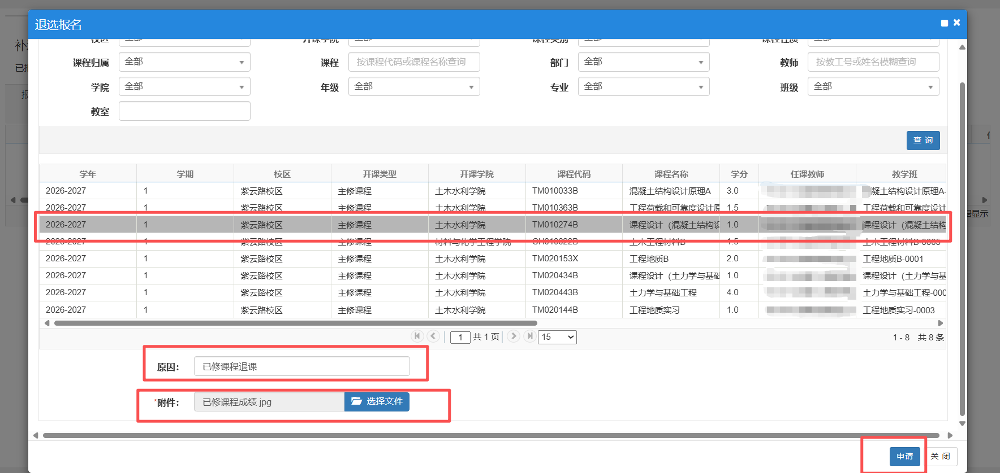 退选报名
补
已报
报
课程归属 全部 课程 按课程代码或课程名称查询 部门 全部 教师 按教工号或姓名模糊查询
学院 全部 年级 全部 专业 全部 班级 全部
教室
查 询
学年 学期 校区 开课类型 开课学院 课程代码 课程名称 学分 任课教师 教学班
2026-2027 1 紫云路校区 主修课程 土木水利学院 TM010033B 混凝土结构设计原理A 3.0 凝土结构设计原理A-
2026-2027 1 紫云路校区 主修课程 土木水利学院 TM010363B 工程荷载和可靠度设计原 1.5 工程荷载和可靠度设计
2026-2027 1 紫云路校区 主修课程 土木水利学院 TM010274B 课程设计（混凝土结构设 1.0 课程设计（混凝土结构
2026-2027 1 紫云路校区 主修课程 材料与化学工程学院 CH010022B 土木工程材料B 1.5 土木工程材料B-0005
2026-2027 1 紫云路校区 主修课程 土木水利学院 TM020153X 工程地质B 2.0 工程地质B-0001
2026-2027 1 紫云路校区 主修课程 土木水利学院 TM020434B 课程设计（土力学与基础 1.0 课程设计（土力学与基
2026-2027 1 紫云路校区 主修课程 土木水利学院 TM020443B 土力学与基础工程 4.0 土力学与基础工程-000
2026-2027 1 紫云路校区 主修课程 土木水利学院 TM020144B 工程地质实习 1.0 工程地质实习-0003
1 共 1 页 15 1 - 8 共 8 条
原因： 已修课程退课
*附件： 已修课程成绩.jpg 选择文件
申请 关 闭
显示